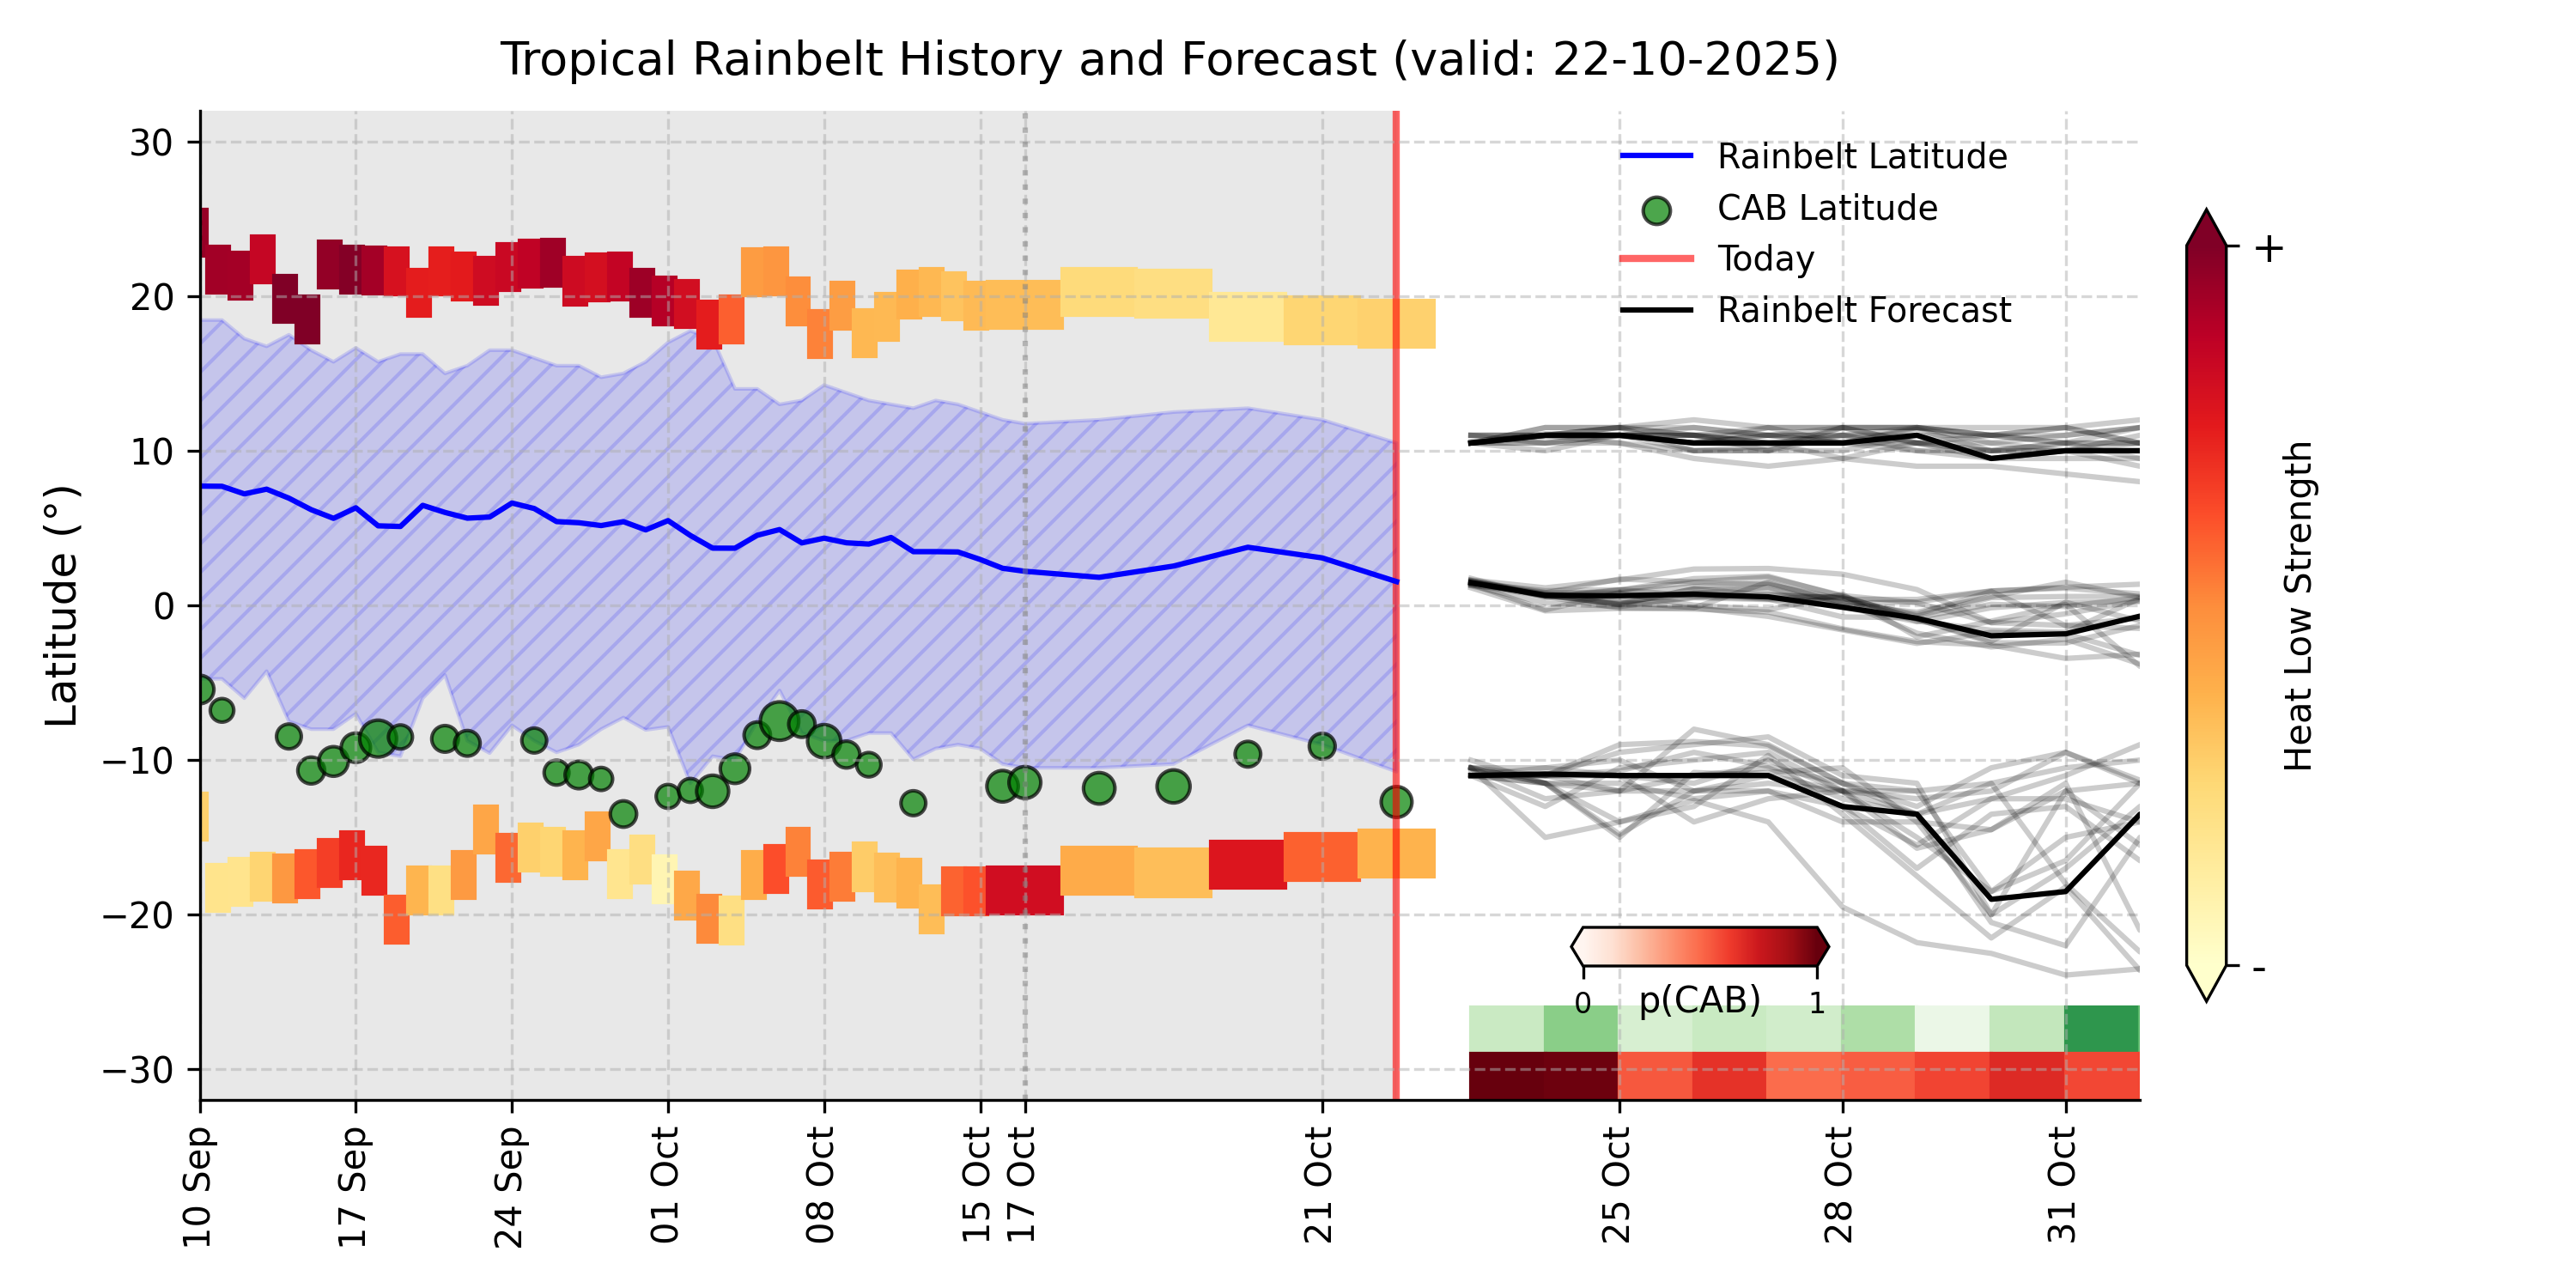 Tropical Rainbelt History and Forecast (valid: 22-10-2025)
30
20
10
0
−10
−20
−30
Latitude (°)
Rainbelt Latitude
CAB Latitude
Today
Rainbelt Forecast
0
p(CAB)
1
10 Sep
17 Sep
24 Sep
01 Oct
08 Oct
15 Oct
17 Oct
21 Oct
25 Oct
28 Oct
31 Oct
+
-
Heat Low Strength